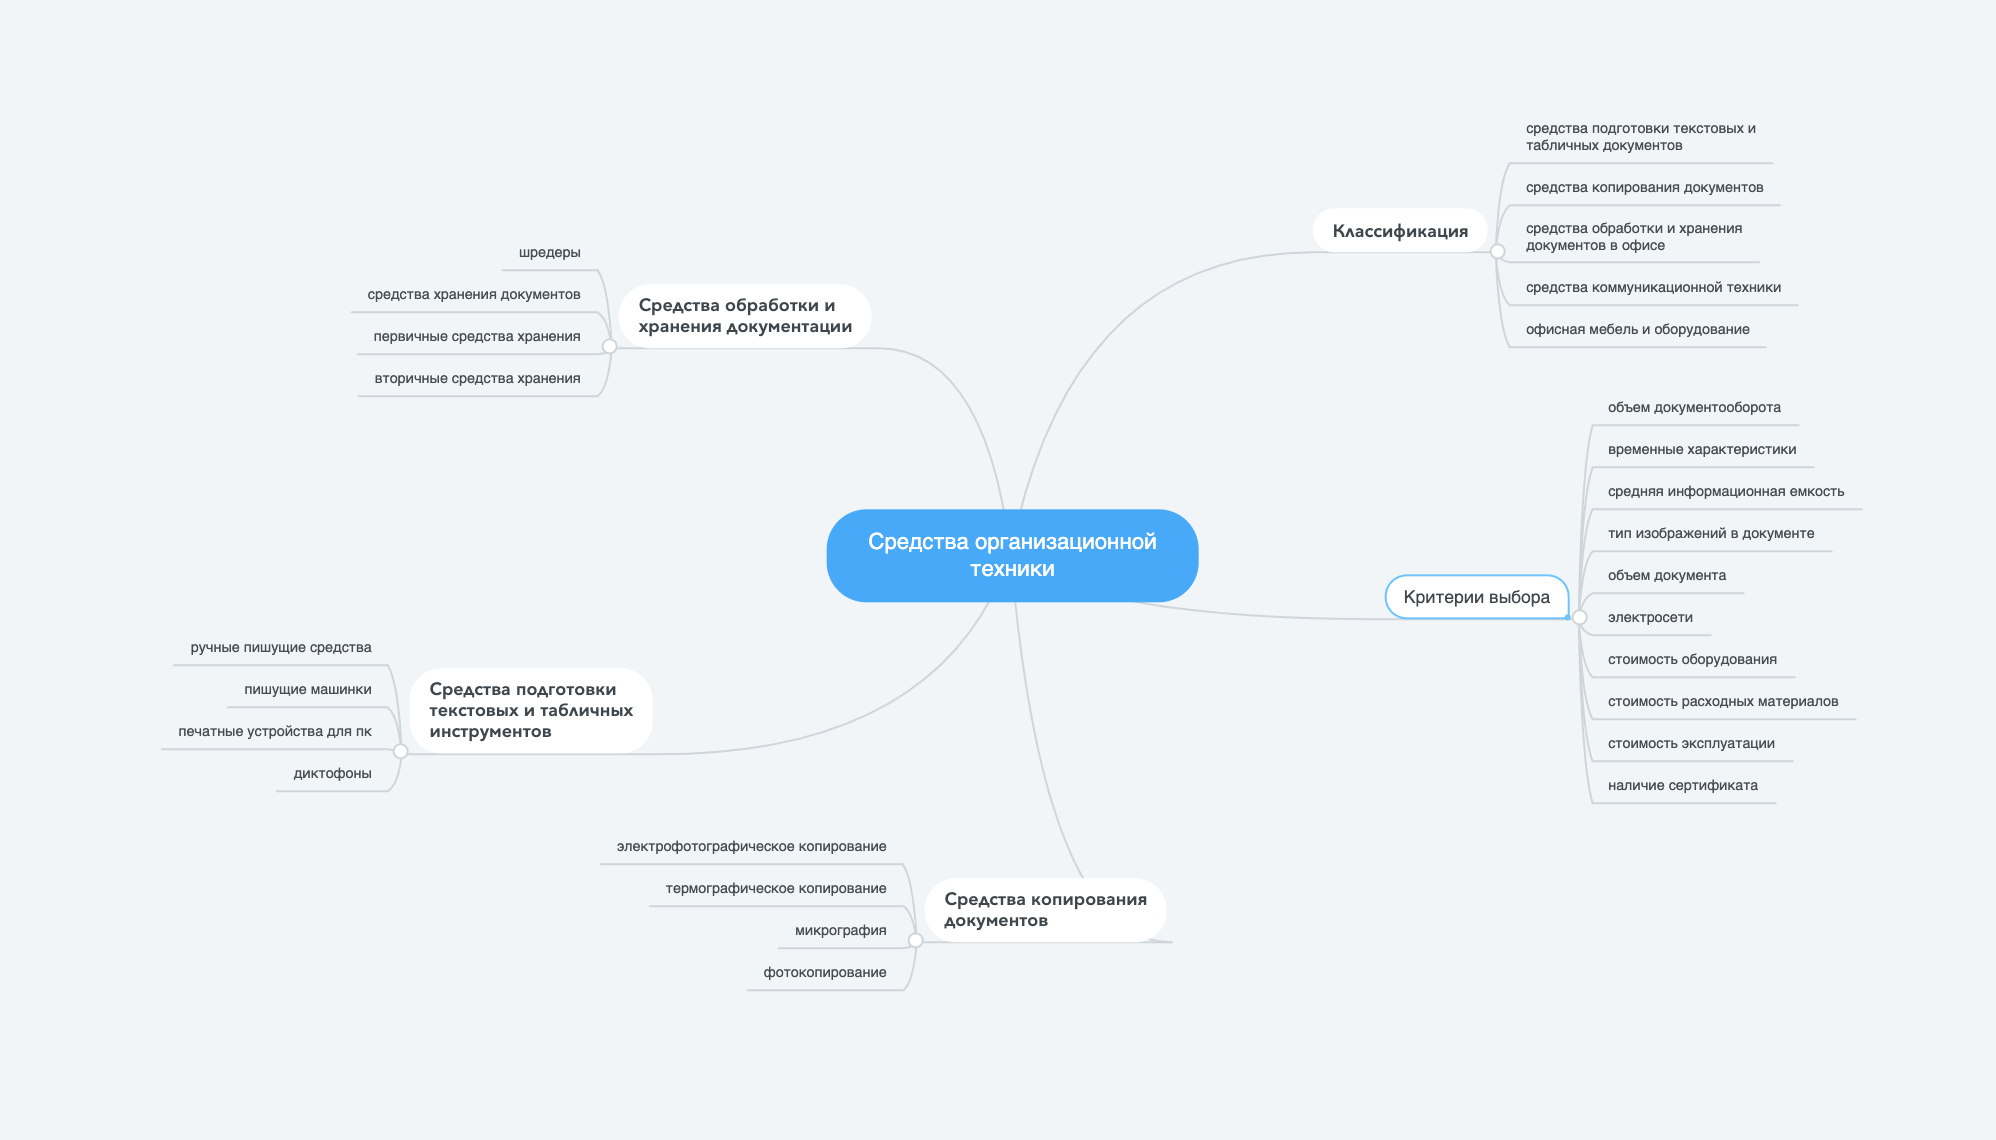 Средства организационной
техники
Классификация
средства подготовки текстовых и
табличных документов
средства копирования документов
средства обработки и хранения
документов в офисе
средства коммуникационной техники
офисная мебель и оборудование
Критерии выбора
объем документооборота
временные характеристики
средняя информационная емкость
тип изображений в документе
объем документа
электросети
стоимость оборудования
стоимость расходных материалов
стоимость эксплуатации
наличие сертификата
Средства обработки и
хранения документации
шредеры
средства хранения документов
первичные средства хранения
вторичные средства хранения
Средства подготовки
текстовых и табличных
инструментов
ручные пишущие средства
пишущие машинки
печатные устройства для пк
диктофоны
Средства копирования
документов
электрофотографическое копирование
термографическое копирование
микрография
фотокопирование